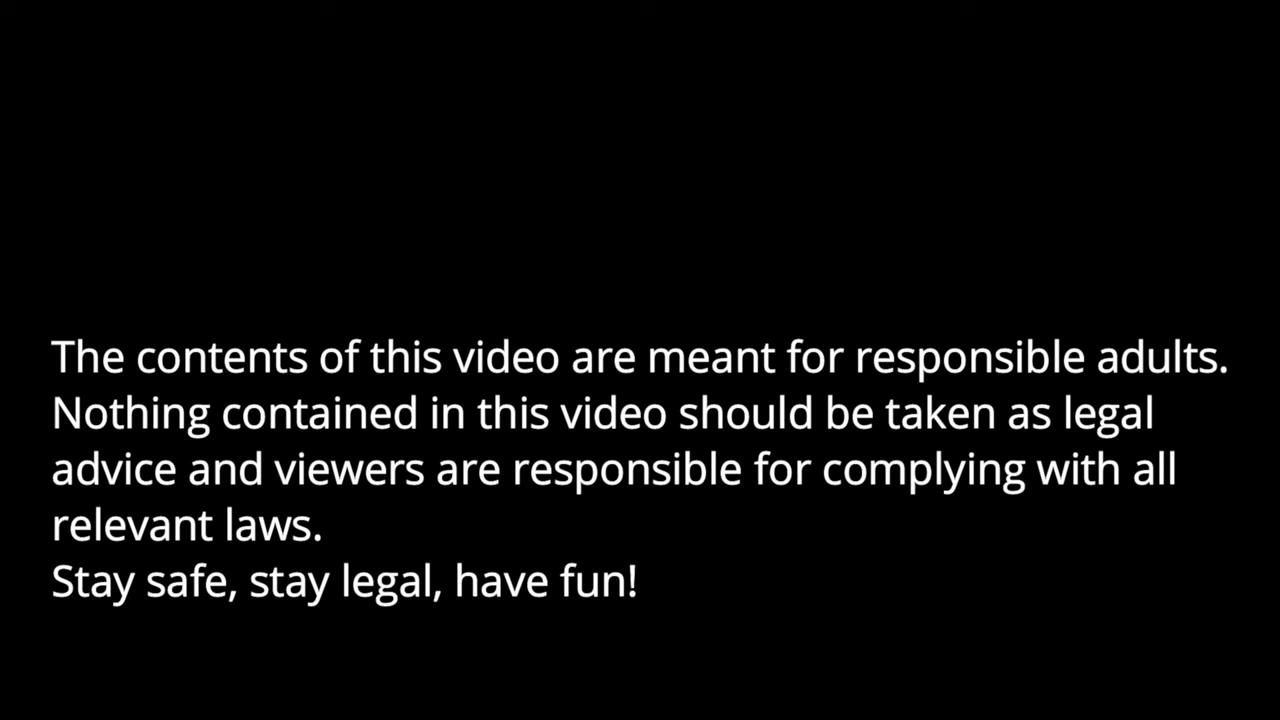 The contents of this video are meant for responsible adults.
Nothing contained in this video should be taken as legal
advice and viewers are responsible for complying with all
relevant laws.
Stay safe, stay legal, have fun!